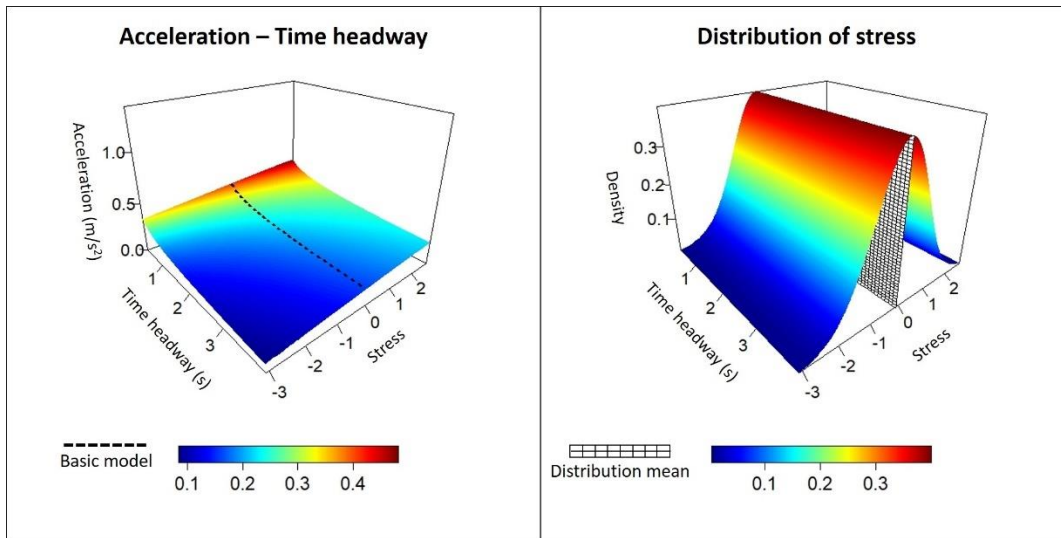 Acceleration – Time headway
Acceleration (m/s²)
1.0
0.5
0.0
1
2
3
Time headway (s)
-3
-2
-1
0
1
2
Stress
Basic model
0.1 0.2 0.3 0.4
Distribution of stress
Density
0.3
0.2
0.1
1
2
3
Time headway (s)
-3
-2
-1
0
1
2
Stress
Distribution mean
0.1 0.2 0.3